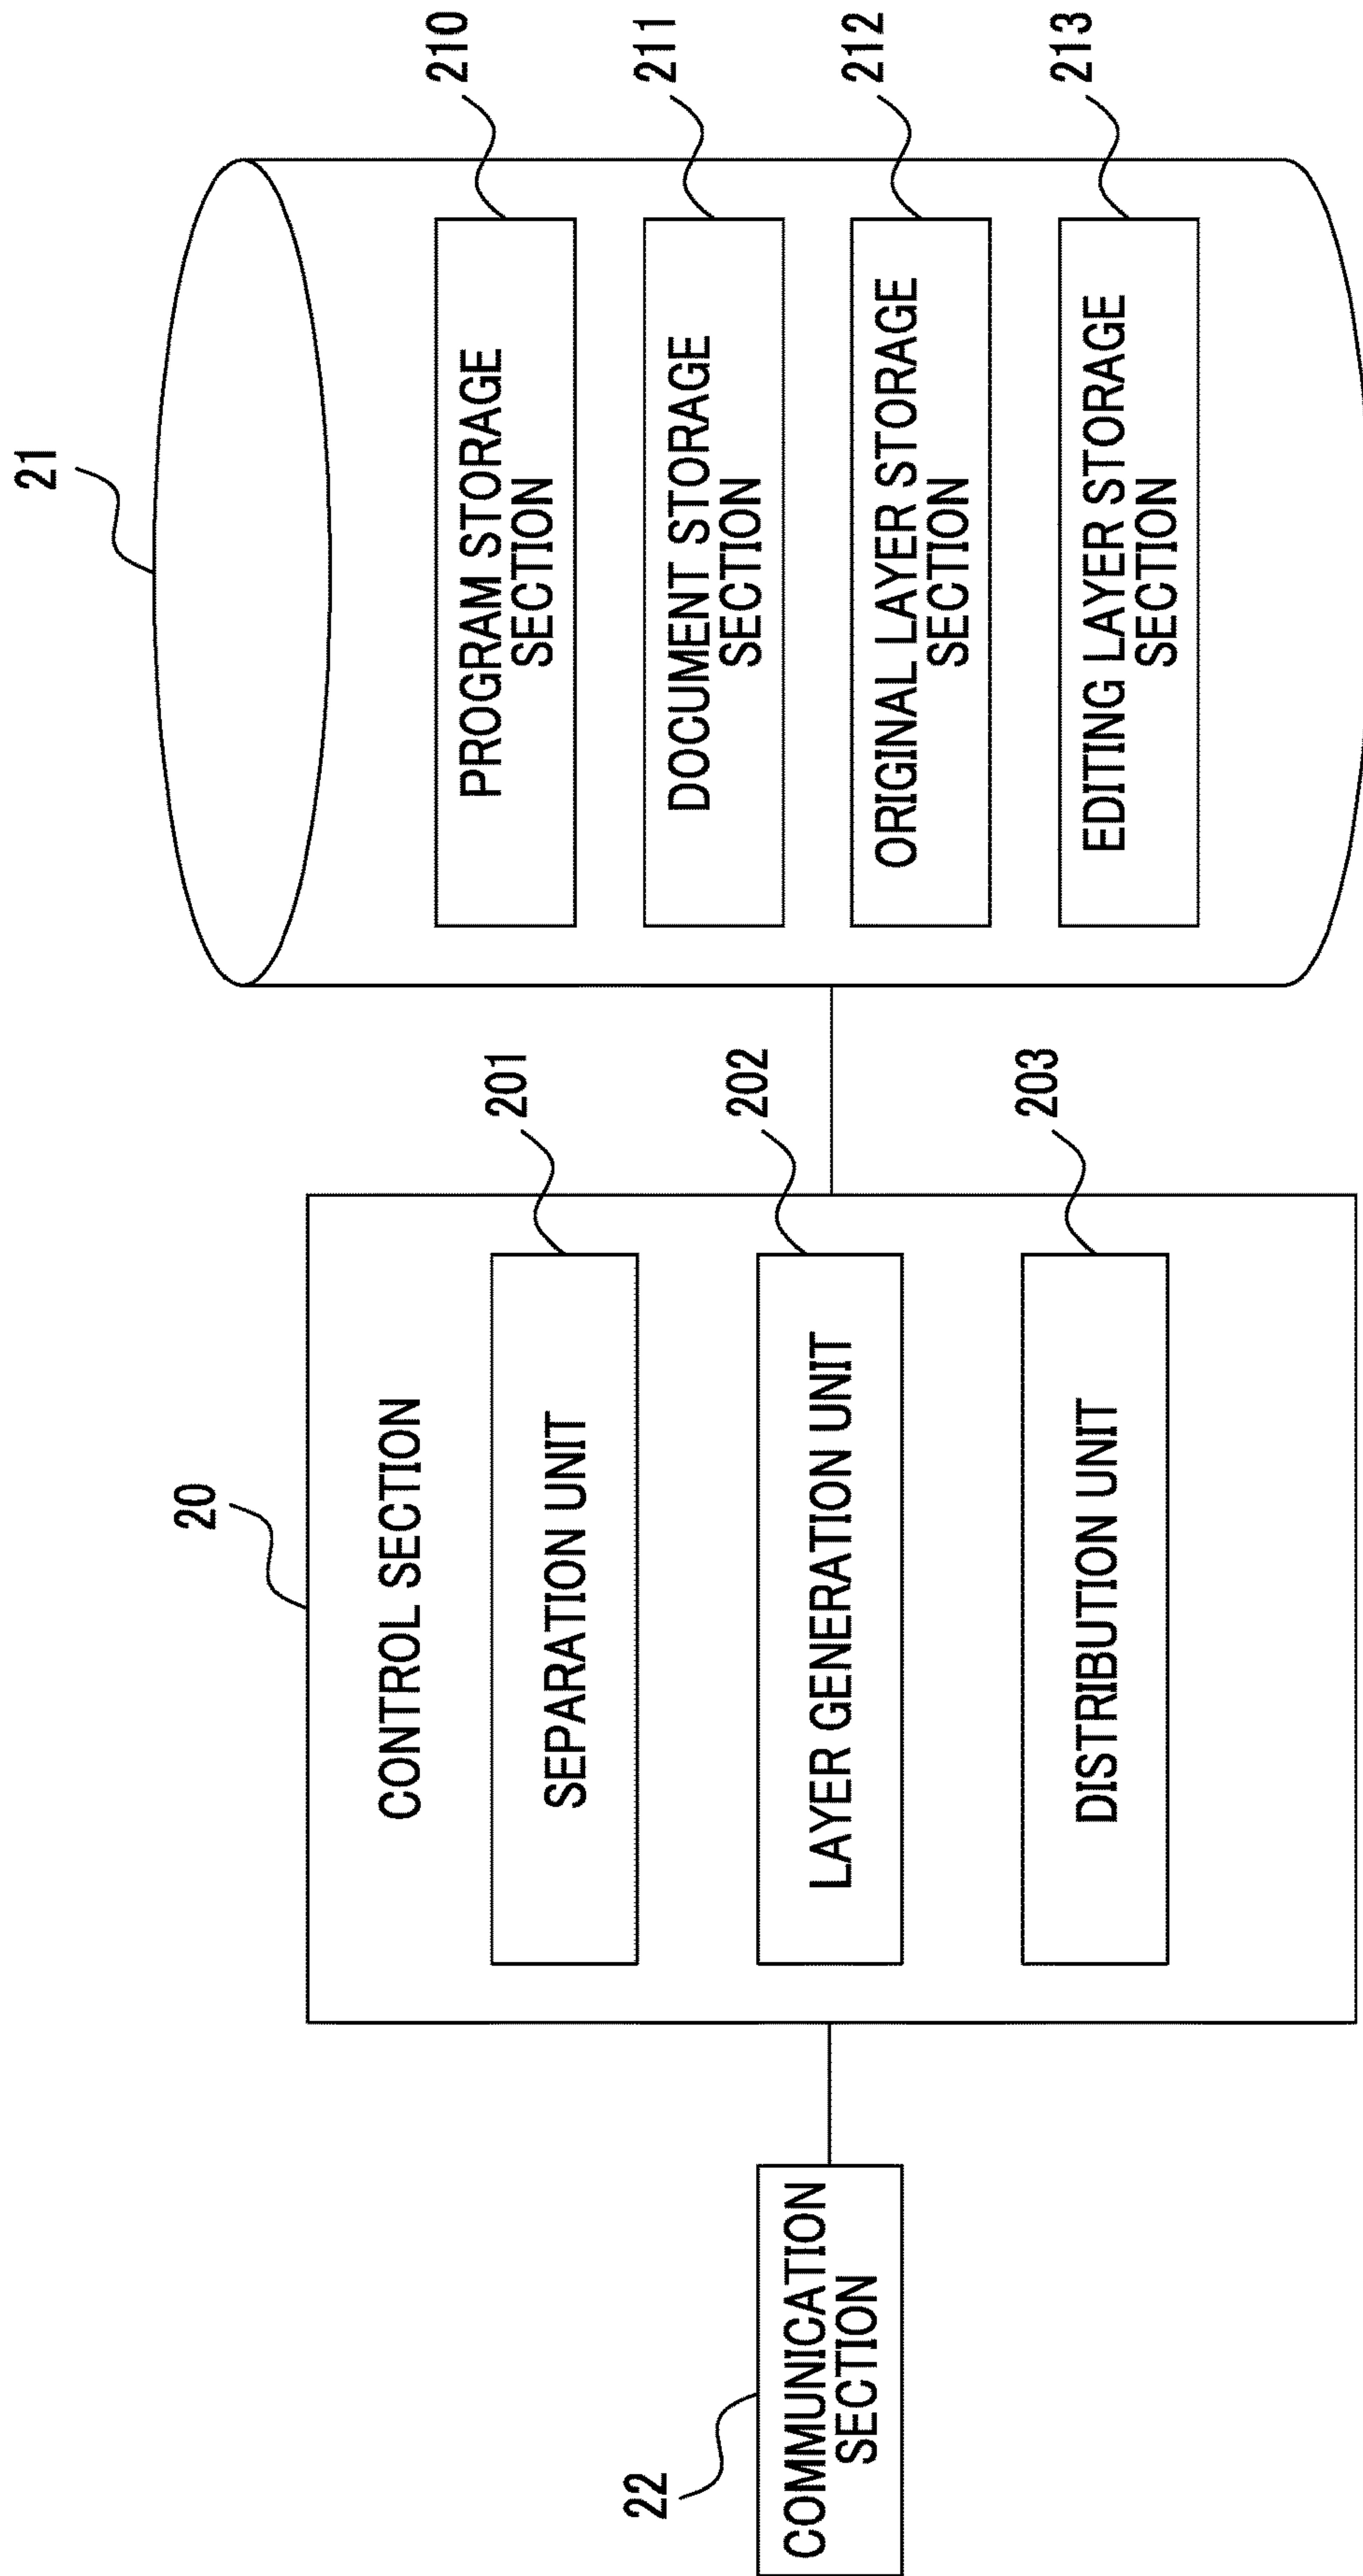 20
CONTROL SECTION
SEPARATION UNIT
201
LAYER GENERATION UNIT
202
DISTRIBUTION UNIT
203
22
COMMUNICATION
SECTION
21
PROGRAM STORAGE
SECTION
210
DOCUMENT STORAGE
SECTION
211
ORIGINAL LAYER STORAGE
SECTION
212
EDITING LAYER STORAGE
SECTION
213